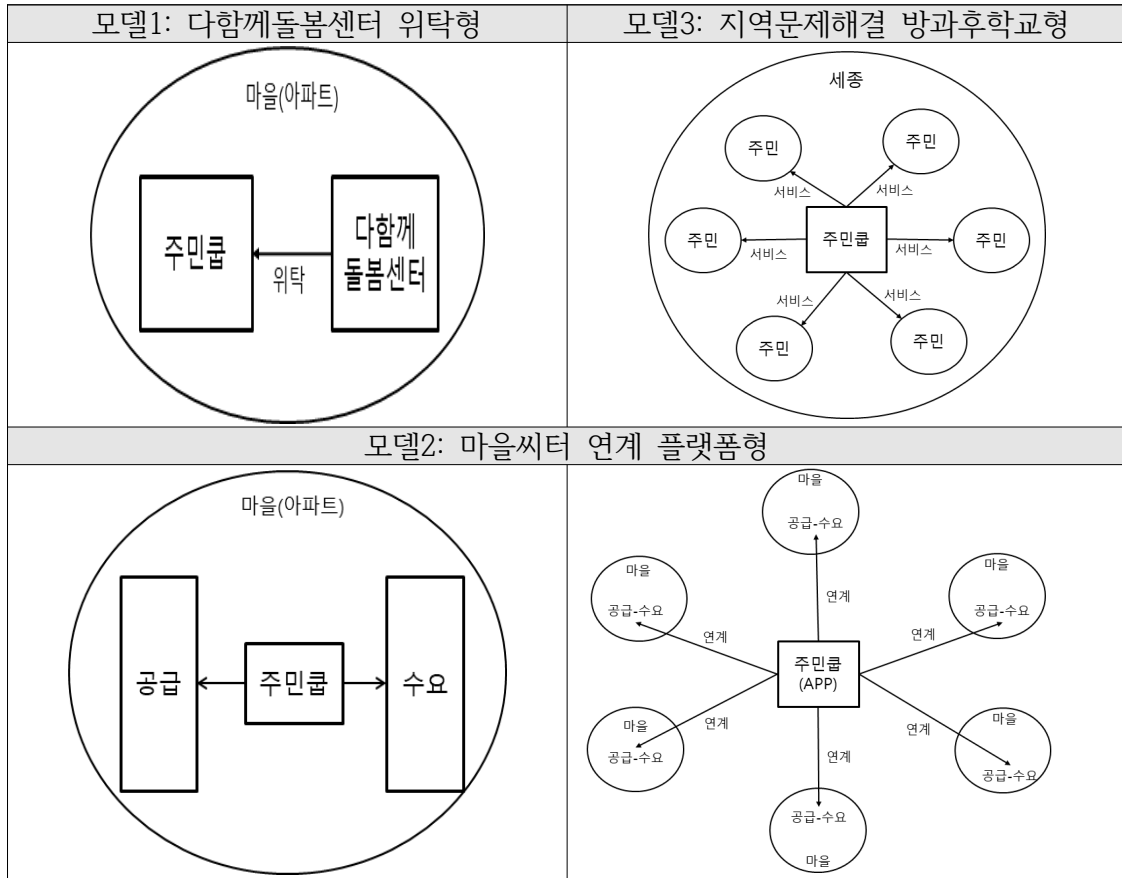 모델1: 다함께돌봄센터 위탁형
마을(아파트)
주민쿱
위탁
다함께
돌봄센터
모델3: 지역문제해결 방과후학교형
세종
주민
주민
서비스
서비스
주민
서비스
주민쿱
서비스
주민
서비스
서비스
주민
주민
모델2: 마을씨터 연계 플랫폼형
마을(아파트)
공급
주민쿱
수요
마을
공급-수요
연계
마을
공급-수요
연계
마을
공급-수요
연계
주민쿱
(APP)
마을
공급-수요
연계
마을
공급-수요
연계
연계
공급-수요
마을